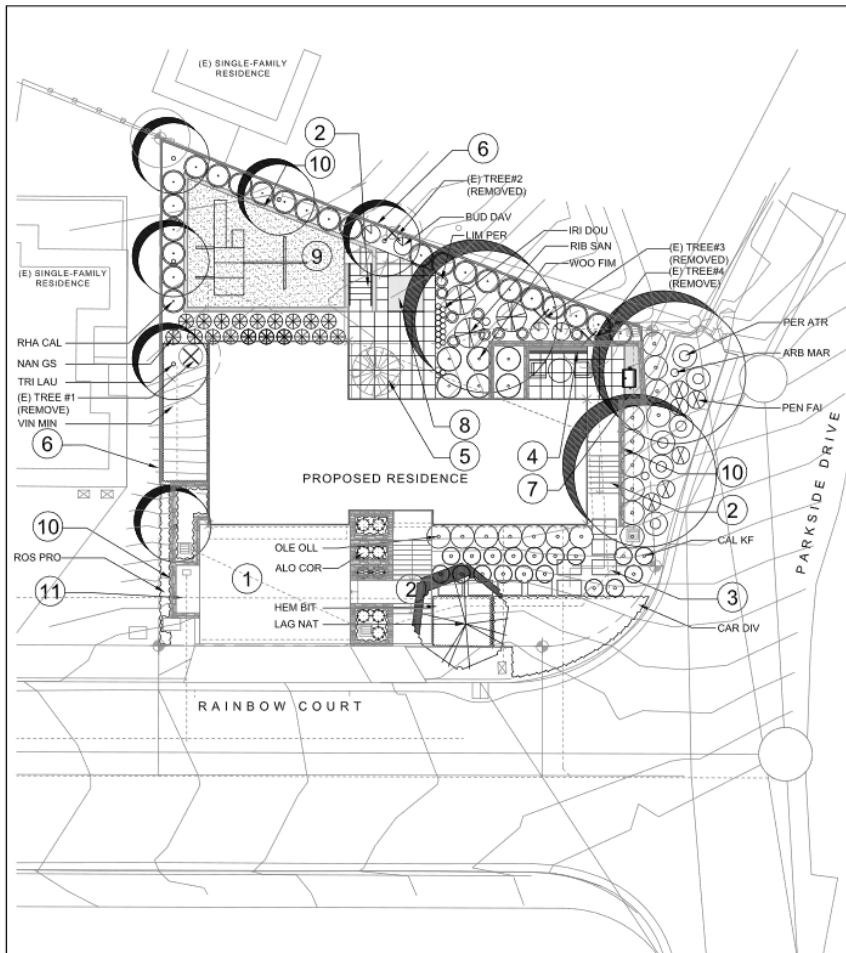 (E) SINGLE-FAMILY
RESIDENCE
2
10
6
(E) TREE#2
(REMOVED)
BUD DAV
LIM PER
IRI DOU
RIB SAN
WOO FIM
(E) TREE#3
(REMOVED)
(E) TREE#4
(REMOVE)
9
(E) SINGLE-FAMILY
RESIDENCE
PER ATR
ARB MAR
PEN FAI
RHA CAL
NAN GS
TRI LAU
(E) TREE #1
(REMOVE)
VIN MIN
6
8
5
4
7
10
2
PROPOSED RESIDENCE
PARKSIDE DRIVE
10
ROS PRO
11
1
OLE OLL
ALO COR
HEM BIT
LAG NAT
2
CAL KF
3
CAR DIV
RAINBOW COURT